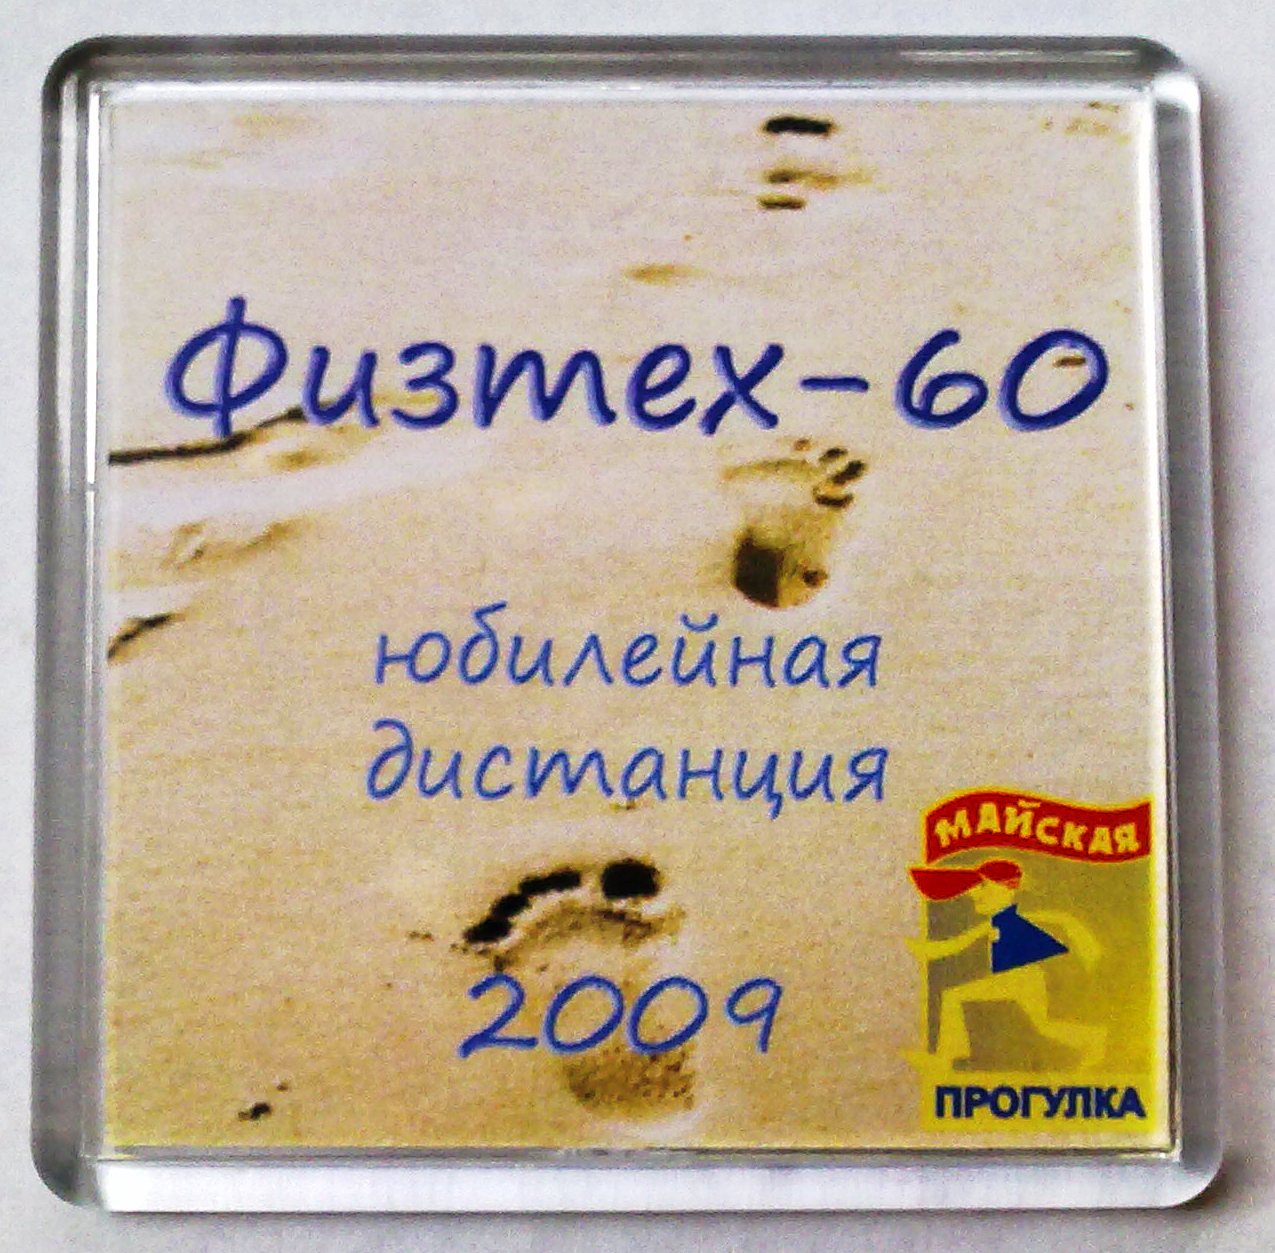 Физтех-60
юбилейная
дистанция
2009
МАЙСКАЯ
ПРОГУЛКА